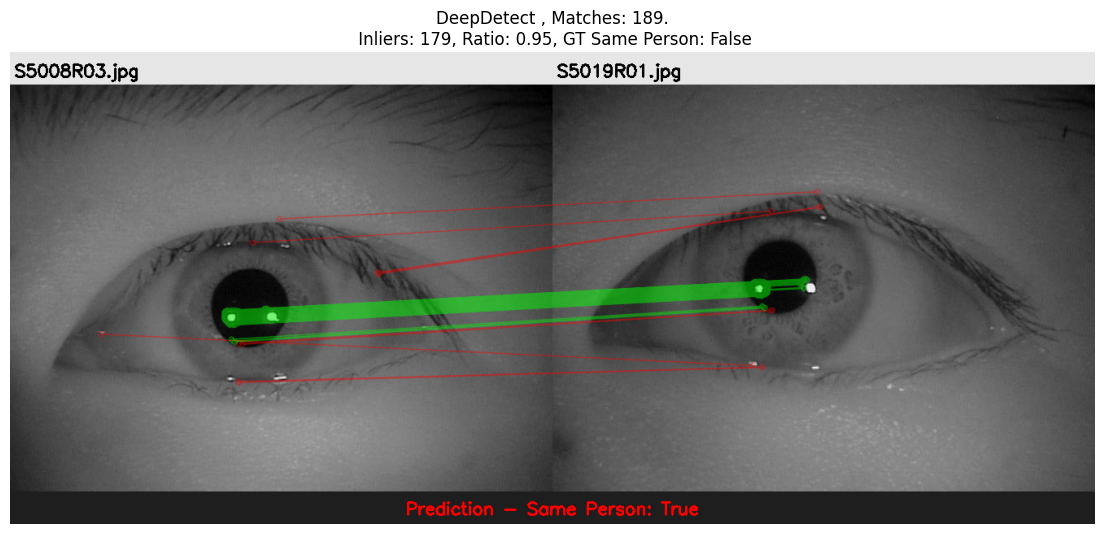 DeepDetect , Matches: 189.
Inliers: 179, Ratio: 0.95, GT Same Person: False
S5008R03.jpg
S5019R01.jpg
Prediction - Same Person: True